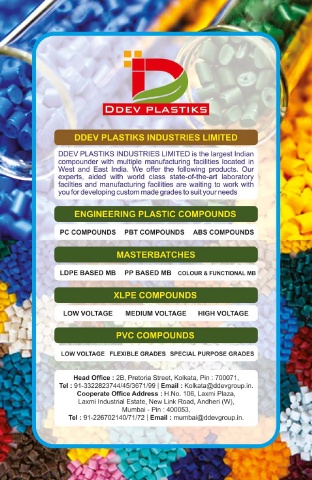 DDEV PLASTIKS
DDEV PLASTIKS INDUSTRIES LIMITED
DDEV PLASTIKS INDUSTRIES LIMITED is the largest Indian
compounder with multiple manufacturing facilities located in
West and East India. We offer the following products. Our
experts, aided with world class state-of-the-art laboratory
facilities and manufacturing facilities are waiting to work with
you for developing custom made grades to suit your needs
ENGINEERING PLASTIC COMPOUNDS
PC COMPOUNDS PBT COMPOUNDS ABS COMPOUNDS
MASTERBATCHES
LDPE BASED MB PP BASED MB COLOUR & FUNCTIONAL MB
XLPE COMPOUNDS
LOW VOLTAGE MEDIUM VOLTAGE HIGH VOLTAGE
PVC COMPOUNDS
LOW VOLTAGE FLEXIBLE GRADES SPECIAL PURPOSE GRADES
Head Office : 2B, Pretoria Street, Kolkata, Pin : 700071,
Tel : 91-3322823744/45/3671/99 | Email : Kolkata@ddevgroup.in.
Cooperate Office Address : H.No. 106, Laxmi Plaza,
Laxmi Industrial Estate, New Link Road, Andheri (W),
Mumbai - Pin : 400053,
Tel : 91-226702140/71/72 | Email : mumbai@ddevgroup.in.